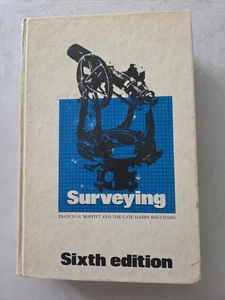 Surveying
FRANCIS H. MOFFITT AND THE LATE HARRY BOUCHARD
Sixth edition